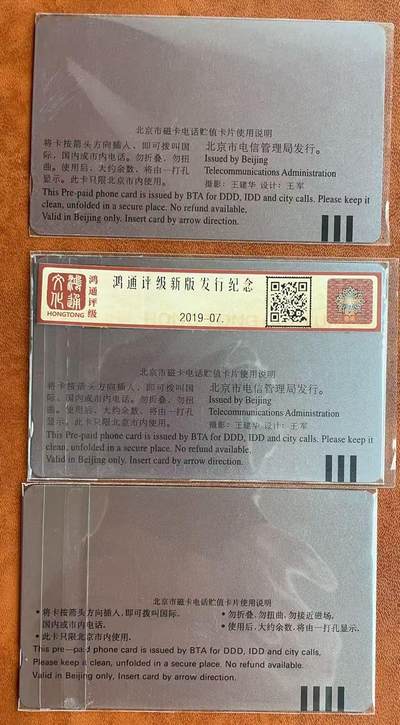 北京市磁卡电话贮值卡片使用说明
将卡按箭头方向插入、即可拨叫国
际、国内或市内电话。勿折叠、勿扭
曲。使用后、大约余数、将由一打孔
显示。此卡只限北京市内使用。
北京市电信管理局发行。
Issued by Beijing
Telecommunications Administration
摄影：王建华 设计：王军
This Pre-paid phone card is issued by BTA for DDD, IDD and city calls. Please keep it
clean, unfolded in a secure place. No refund available.
Valid in Beijing only. Insert card by arrow direction.
鸿通文化
HONGTONG
鸿通评级
鸿通评级新版发行纪念
2019-07.
北京市磁卡电话贮值卡片使用说明
将卡按箭头方向插入、即可拨叫国
际、国内或市内电话。勿折叠、勿扭
曲。使用后、大约余数、将由一打孔
显示。此卡只限北京市内使用。
北京市电信管理局发行。
Issued by Beijing
Telecommunications Administration
摄影：王建华 设计：王军
This Pre-paid phone card is issued by BTA for DDD, IDD and city calls. Please keep it
clean, unfolded in a secure place. No refund available.
Valid in Beijing only. Insert card by arrow direction.
北京市磁卡电话贮值卡片使用说明
• 将卡按箭头方向插入,即可拨叫国际.
国内或市内电话.
• 此卡只限北京市内使用.
• 勿折叠,勿扭曲,勿接近磁场.
• 使用后,大约余数,将由一打孔显示.
This pre—paid phone card is issued by BTA for DDD, IDD and city calls,
Please keep it clean, unfolded in a secure place. No refund available.
Valid in Beijing only, Insert card by arrow direction.